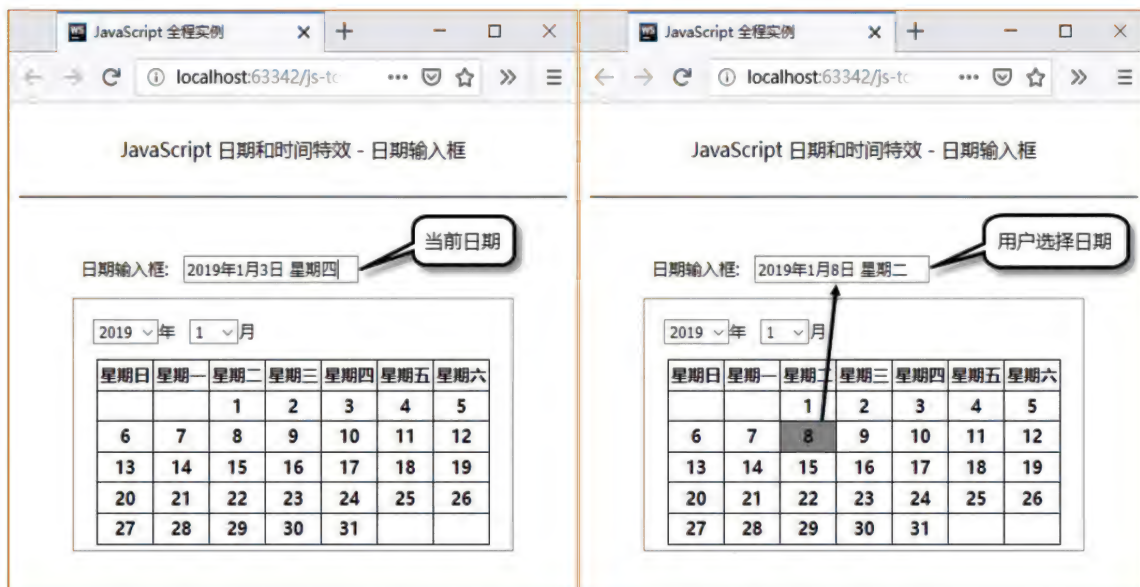 JavaScript 全程实例
localhost:63342/js-tc
JavaScript 日期和时间特效 - 日期输入框
当前日期
日期输入框: 2019年1月3日 星期四
2019 年 1 月
星期日 星期一 星期二 星期三 星期四 星期五 星期六
1 2 3 4 5
6 7 8 9 10 11 12
13 14 15 16 17 18 19
20 21 22 23 24 25 26
27 28 29 30 31
JavaScript 全程实例
localhost:63342/js-tc
JavaScript 日期和时间特效 - 日期输入框
用户选择日期
日期输入框: 2019年1月8日 星期二
2019 年 1 月
星期日 星期一 星期二 星期三 星期四 星期五 星期六
1 2 3 4 5
6 7 8 9 10 11 12
13 14 15 16 17 18 19
20 21 22 23 24 25 26
27 28 29 30 31